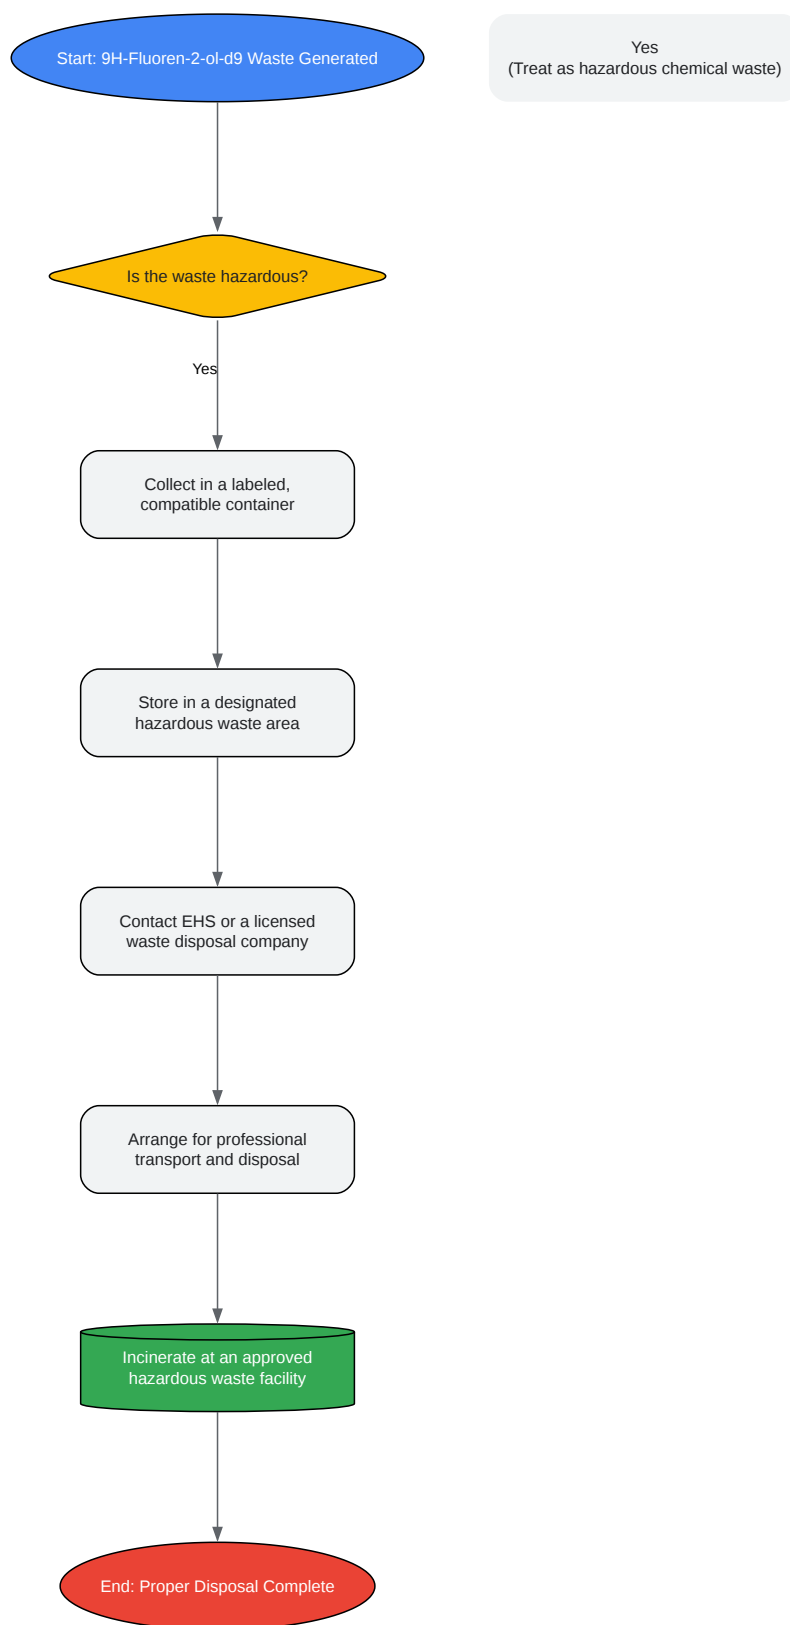 Start: 9H-Fluoren-2-ol-d9 Waste Generated
Yes
(Treat as hazardous chemical waste)
Is the waste hazardous?
Yes
Collect in a labeled,
compatible container
Store in a designated
hazardous waste area
Contact EHS or a licensed
waste disposal company
Arrange for professional
transport and disposal
Incinerate at an approved
hazardous waste facility
End: Proper Disposal Complete